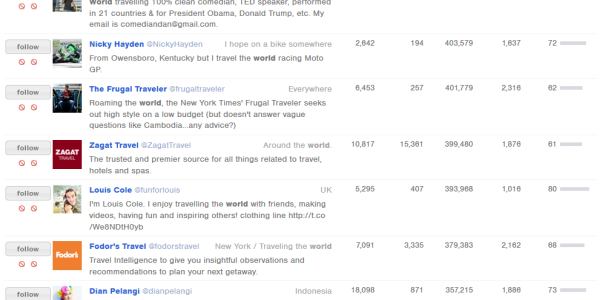 World travelling 100% clean comedian, TED speaker, performed
in 21 countries & for President Obama, Donald Trump, etc. My
email is comediandan@gmail.com.
follow
Nicky Hayden @NickyHayden I hope on a bike somewhere 2,642 194 403,579 1,637 72
From Owensboro, Kentucky but I travel the world racing Moto
GP.
follow
The Frugal Traveler @frugaltraveler Everywhere 6,453 257 401,779 2,316 62
Roaming the world, the New York Times' Frugal Traveler seeks
out high style on a low budget (but doesn't answer vague
questions like Cambodia...any advice?)
follow
ZAGAT
TRAVEL
Zagat Travel @ZagatTravel Around the world. 10,817 15,361 399,480 1,876 61
The trusted and premier source for all things related to travel,
hotels and spas.
follow
Louis Cole @funforlouis UK 5,295 407 393,968 1,016 80
I'm Louis Cole. I enjoy travelling the world with friends, making
videos, having fun and inspiring others! clothing line http://t.co
/We8NDtH0yb
follow
Fodor's
Fodor's Travel @fodorstravel New York / Traveling the world 7,091 3,335 379,383 2,162 68
Travel Intelligence to give you insightful observations and
recommendations to plan your next getaway.
follow
Dian Pelangi @dianpelangi Indonesia 18,098 871 357,215 1,886 73